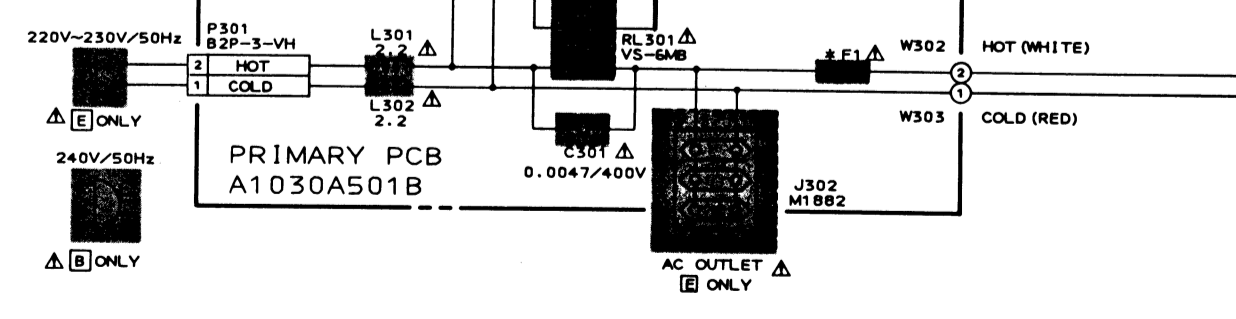 220V~230V/50Hz
P301
B2P-3-VH
2 HOT
1 COLD
L301
2.2
L302
2.2
E ONLY
240V/50Hz
B ONLY
PRIMARY PCB
A1030A501B
RL301
VS-6MB
C301
0.0047/400V
* F1
W302
HOT (WHITE)
2
1
W303
COLD (RED)
J302
M1882
AC OUTLET
E ONLY